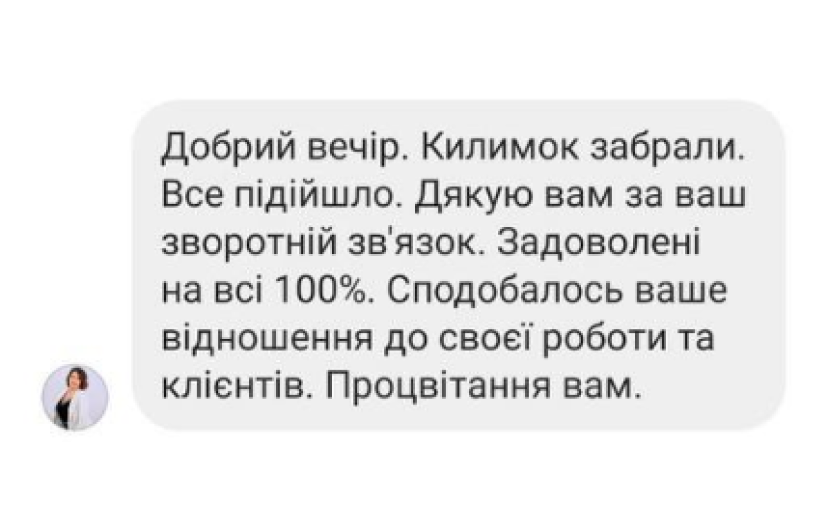 Добрий вечір. Килимок забрали.
Все підійшло. Дякую вам за ваш
зворотній зв'язок. Задоволені
на всі 100%. Сподобалось ваше
відношення до своєї роботи та
клієнтів. Процвітання вам.